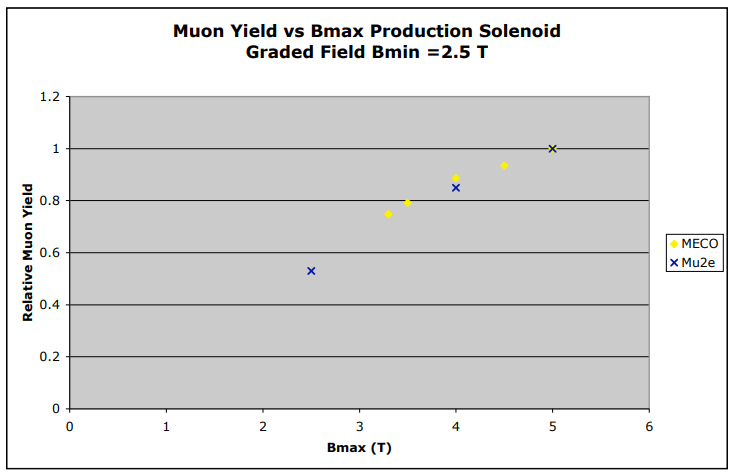 Muon Yield vs Bmax Production Solenoid
Graded Field Bmin =2.5 T
1.2
1
0.8
0.6
0.4
0.2
0
Relative Muon Yield
0 1 2 3 4 5 6
Bmax (T)
MECO
Mu2e